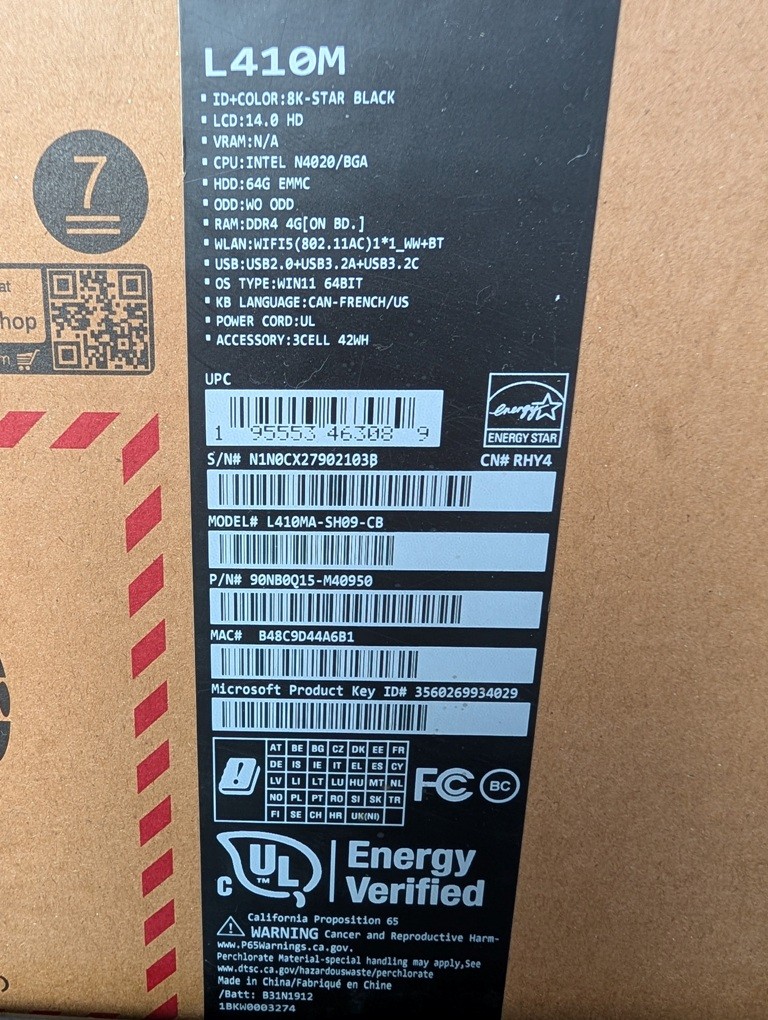 L410M
▪ ID+COLOR:8K-STAR BLACK
▪ LCD:14.0 HD
▪ VRAM:N/A
▪ CPU:INTEL N4020/BGA
▪ HDD:64G EMMC
▪ ODD:WO ODD
▪ RAM:DDR4 4G[ON BD.]
▪ WLAN:WIFI5(802.11AC)1*1_WW+BT
▪ USB:USB2.0+USB3.2A+USB3.2C
▪ OS TYPE:WIN11 64BIT
▪ KB LANGUAGE:CAN-FRENCH/US
▪ POWER CORD:UL
▪ ACCESSORY:3CELL 42WH
7
at
hop
m
UPC
1 95553 46308 9
energy
ENERGY STAR
S/N# N1N0CX27902103B
CN# RHY4
MODEL# L410MA-SH09-CB
P/N# 90NB0Q15-M40950
MAC# B48C9D44A6B1
Microsoft Product Key ID# 3560269934029
AT BE BG CZ DK EE FR
DE IS IE IT EL ES CY
LV LI LT LU HU MT NL
NO PL PT RO SI SK TR
FI SE CH HR UK(NI)
FC BC
C UL TM
Energy
Verified
California Proposition 65
WARNING Cancer and Reproductive Harm-
www.P65Warnings.ca.gov.
Perchlorate Material-special handling may apply,See
www.dtsc.ca.gov/hazardouswaste/perchlorate
Made in China/Fabriqué en Chine
/Batt: B31N1912
1BKW0003274